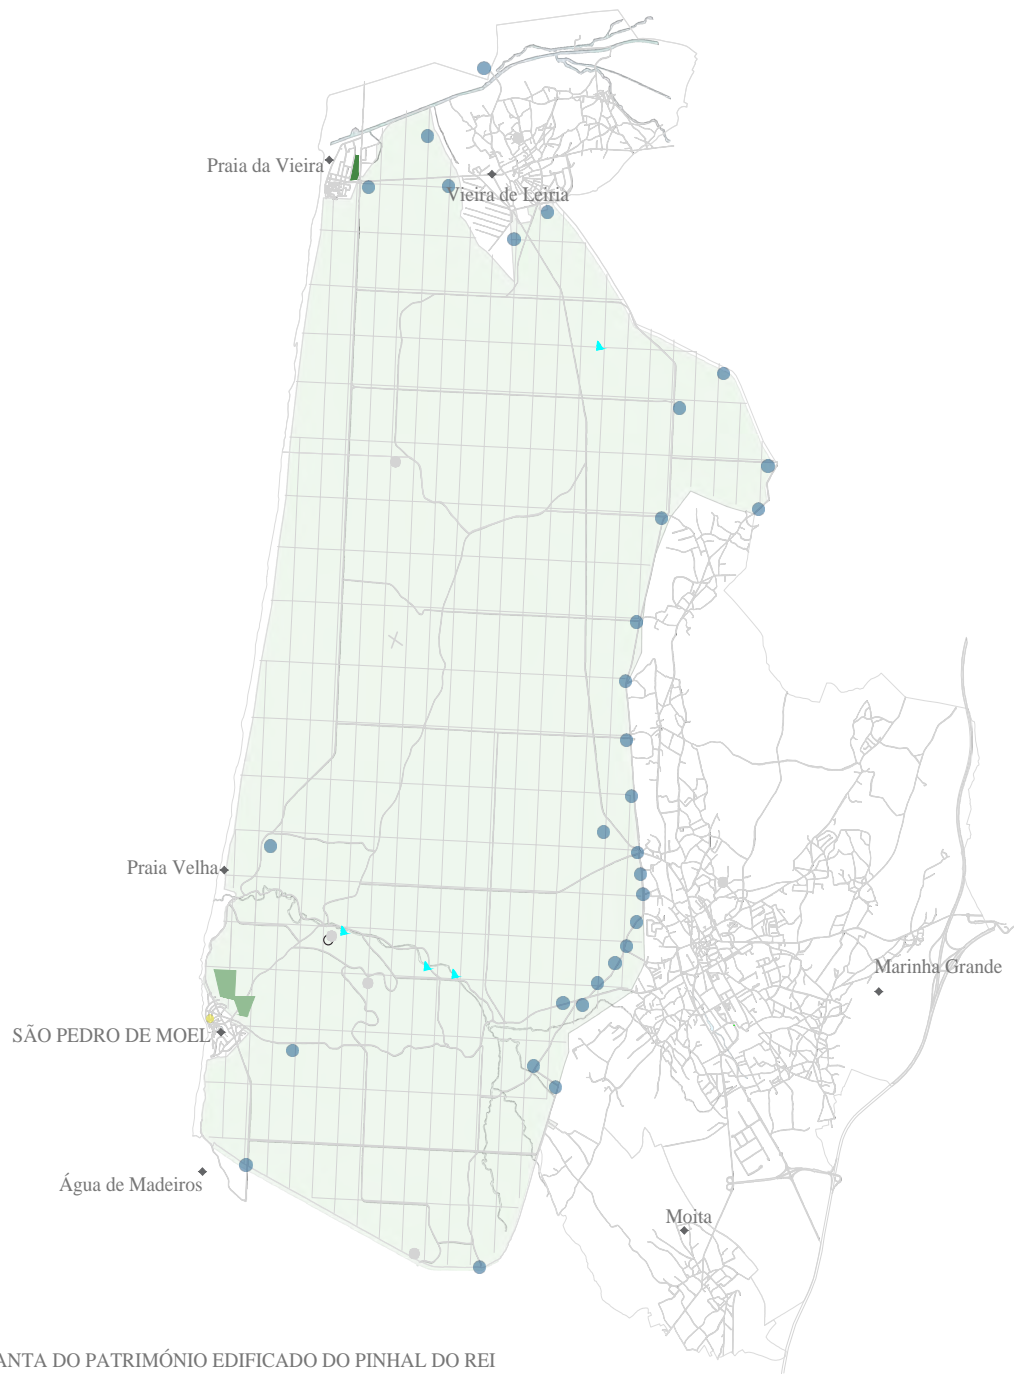 Praia da Vieira
Vieira de Leiria
Praia Velha
Marinha Grande
SÃO PEDRO DE MOEL
Água de Madeiros
Moita
ANTA DO PATRIMÓNIO EDIFICADO DO PINHAL DO REI